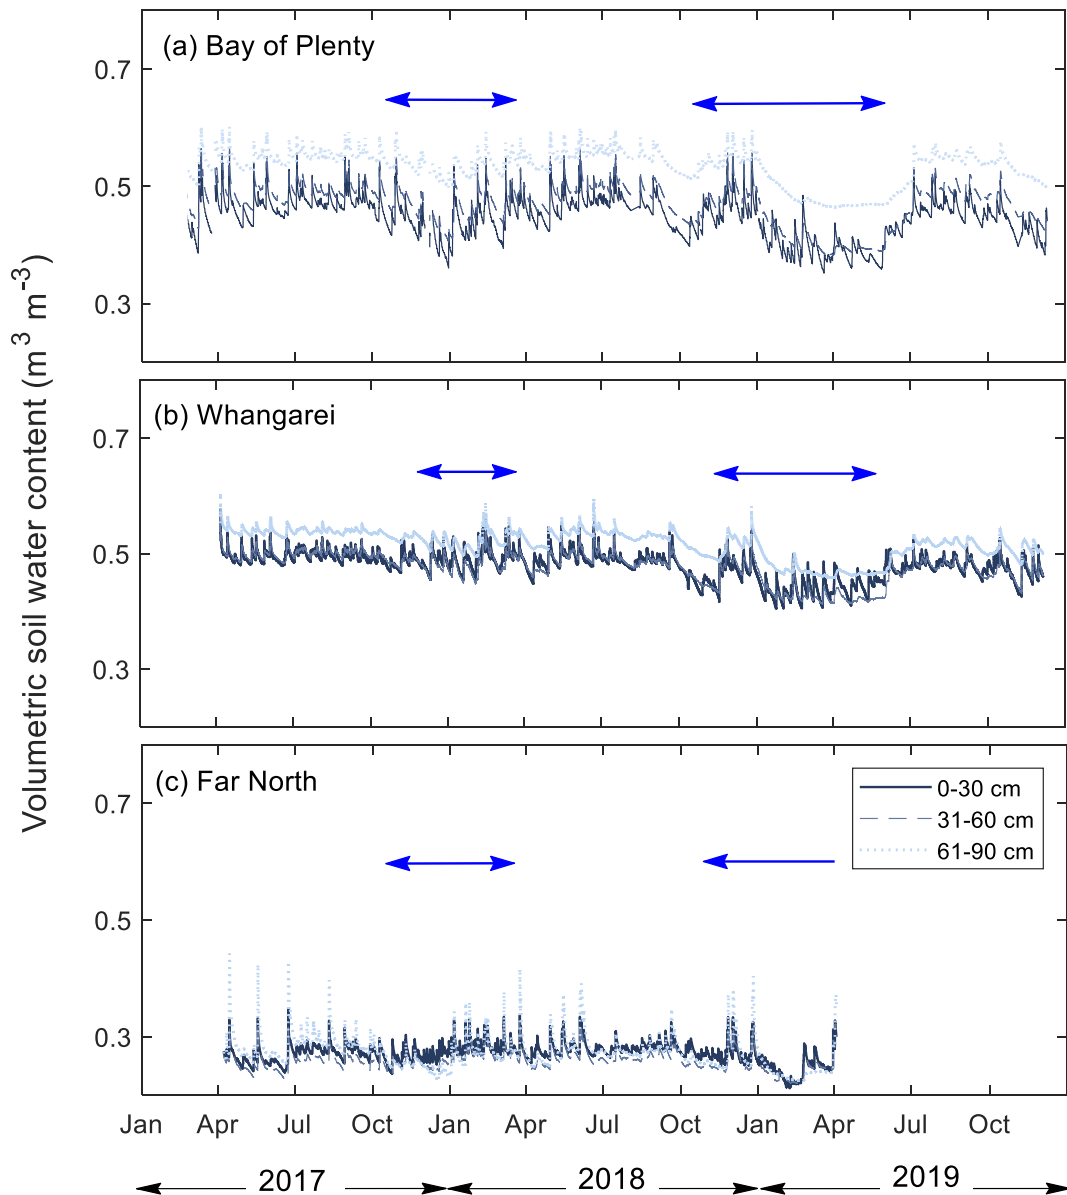 (a) Bay of Plenty
0.7
0.5
0.3
Volumetric soil water content (m³ m⁻³)
(b) Whangarei
0.7
0.5
0.3
(c) Far North
0.7
0.5
0.3
0-30 cm
31-60 cm
61-90 cm
Jan Apr Jul Oct Jan Apr Jul Oct Jan Apr Jul Oct
2017 2018 2019